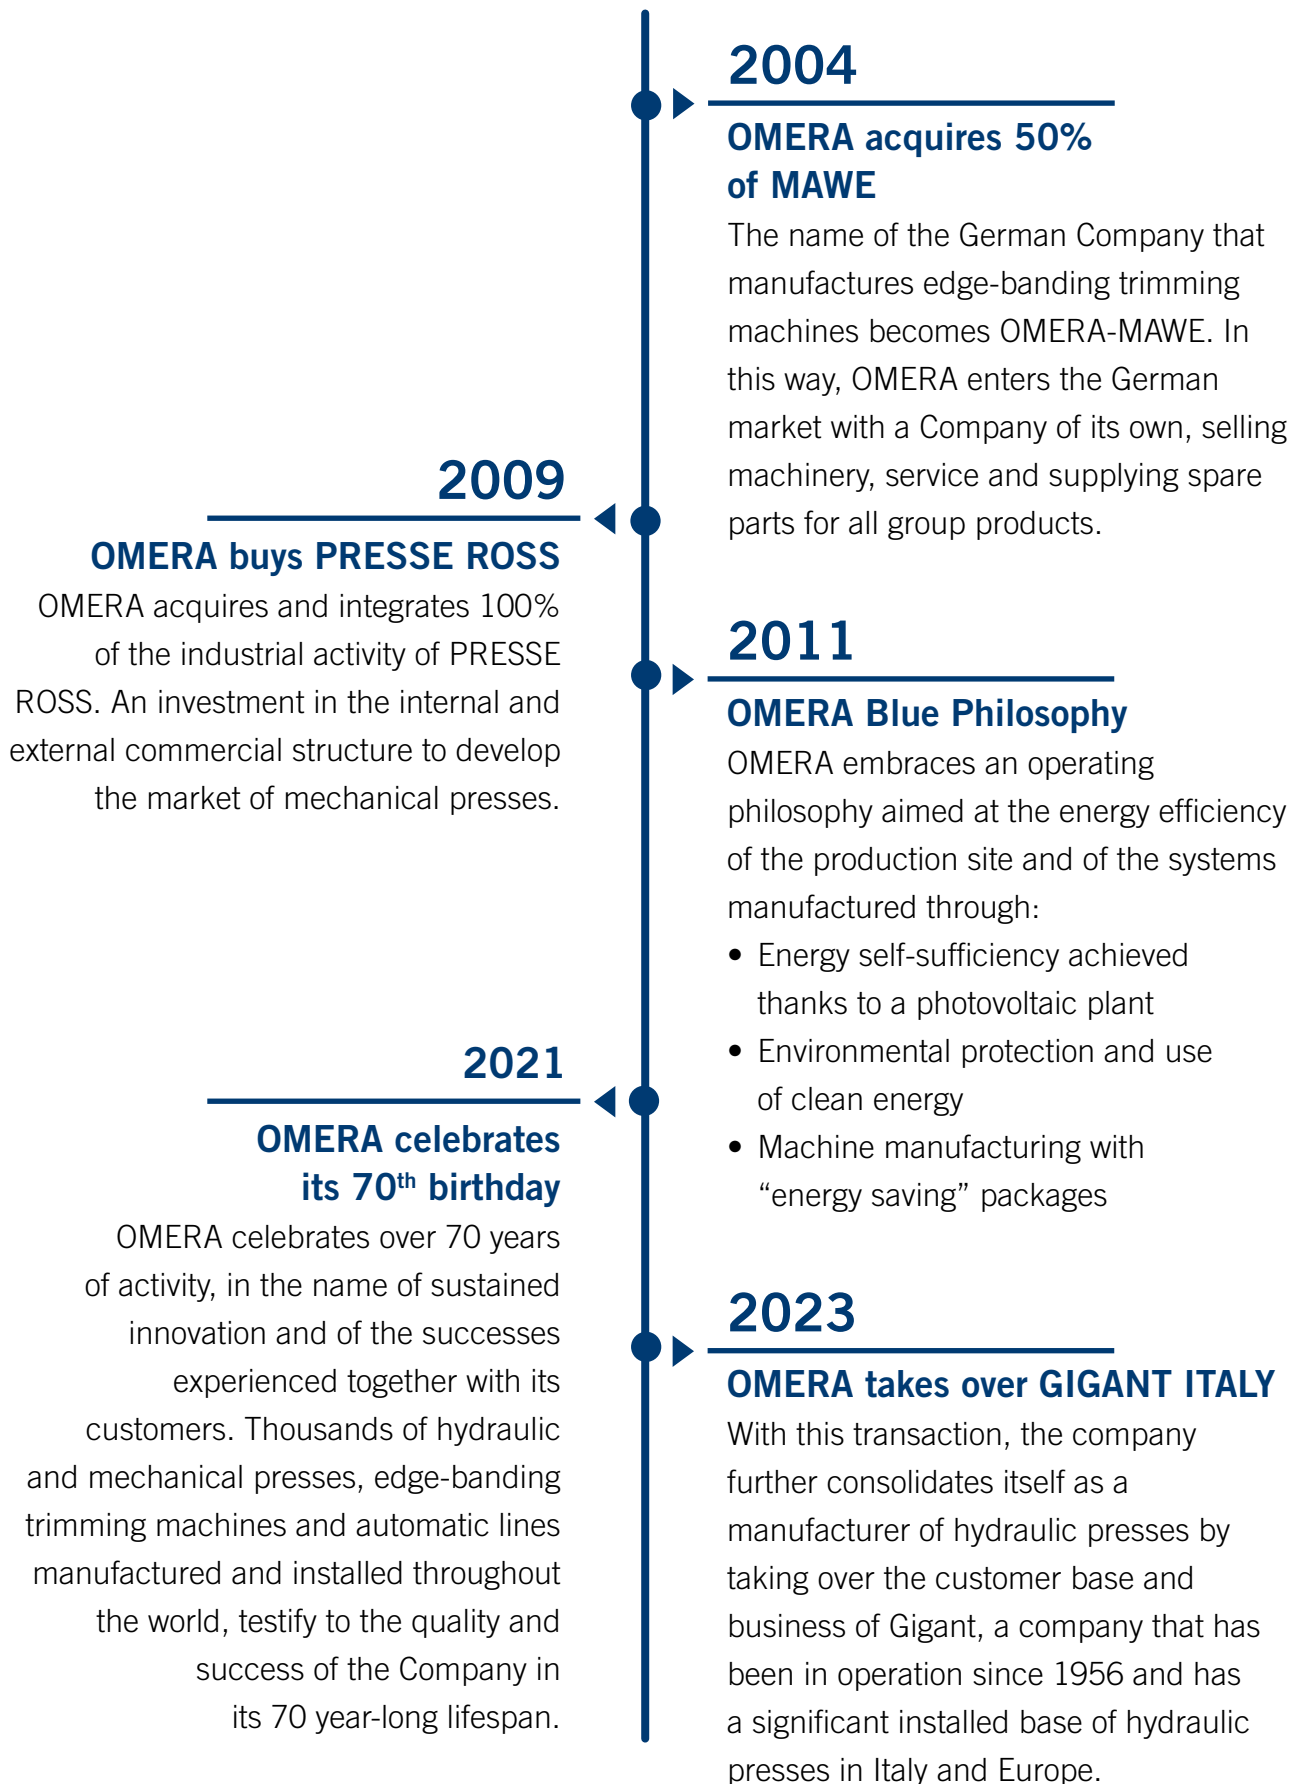 2004
OMERA acquires 50%
of MAWE
The name of the German Company that
manufactures edge-banding trimming
machines becomes OMERA-MAWE. In
this way, OMERA enters the German
market with a Company of its own, selling
machinery, service and supplying spare
parts for all group products.
2009
OMERA buys PRESSE ROSS
OMERA acquires and integrates 100%
of the industrial activity of PRESSE
ROSS. An investment in the internal and
external commercial structure to develop
the market of mechanical presses.
2011
OMERA Blue Philosophy
OMERA embraces an operating
philosophy aimed at the energy efficiency
of the production site and of the systems
manufactured through:
• Energy self-sufficiency achieved
thanks to a photovoltaic plant
• Environmental protection and use
of clean energy
• Machine manufacturing with
“energy saving” packages
2021
OMERA celebrates
its 70th birthday
OMERA celebrates over 70 years
of activity, in the name of sustained
innovation and of the successes
experienced together with its
customers. Thousands of hydraulic
and mechanical presses, edge-banding
trimming machines and automatic lines
manufactured and installed throughout
the world, testify to the quality and
success of the Company in
its 70 year-long lifespan.
2023
OMERA takes over GIGANT ITALY
With this transaction, the company
further consolidates itself as a
manufacturer of hydraulic presses by
taking over the customer base and
business of Gigant, a company that has
been in operation since 1956 and has
a significant installed base of hydraulic
presses in Italy and Europe.